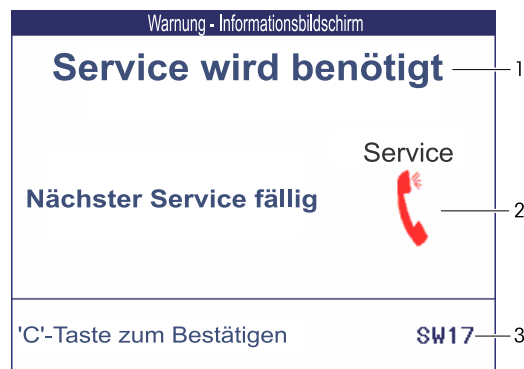 Warnung - Informationsbildschirm
Service wird benötigt
1
Service
Nächster Service fällig
2
'C'-Taste zum Bestätigen
SW17
3